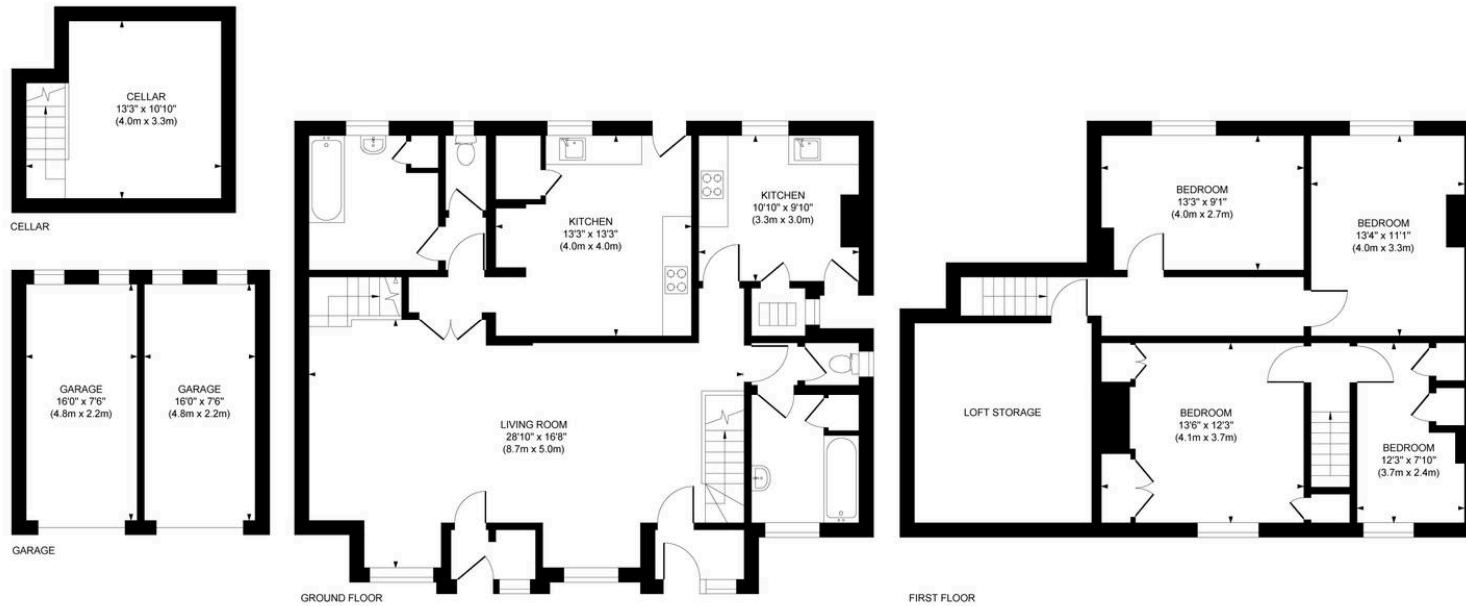 CELLAR
13'3" x 10'10"
(4.0m x 3.3m)
CELLAR
GARAGE
16'0" x 7'6"
(4.8m x 2.2m)
GARAGE
16'0" x 7'6"
(4.8m x 2.2m)
GARAGE
KITCHEN
13'3" x 13'3"
(4.0m x 4.0m)
KITCHEN
10'10" x 9'10"
(3.3m x 3.0m)
LIVING ROOM
28'10" x 16'8"
(8.7m x 5.0m)
GROUND FLOOR
BEDROOM
13'3" x 9'1"
(4.0m x 2.7m)
BEDROOM
13'4" x 11'1"
(4.0m x 3.3m)
LOFT STORAGE
BEDROOM
13'6" x 12'3"
(4.1m x 3.7m)
BEDROOM
12'3" x 7'10"
(3.7m x 2.4m)
FIRST FLOOR